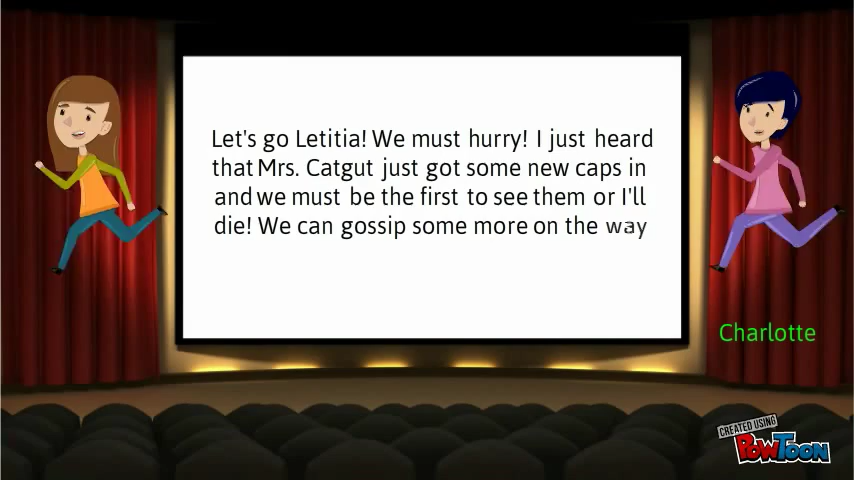 Let's go Letitia! We must hurry! I just heard
that Mrs. Catgut just got some new caps in
and we must be the first to see them or I'll
die! We can gossip some more on the way
Charlotte
CREATED USING
POWTOON